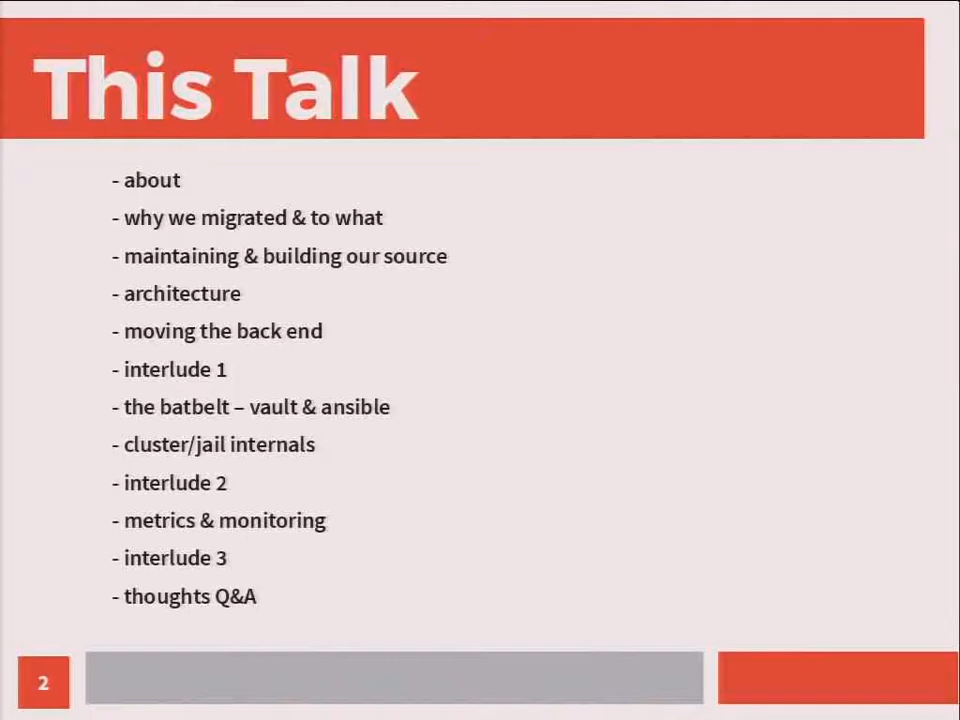 This Talk
- about
- why we migrated & to what
- maintaining & building our source
- architecture
- moving the back end
- interlude 1
- the batbelt – vault & ansible
- cluster/jail internals
- interlude 2
- metrics & monitoring
- interlude 3
- thoughts Q&A
2